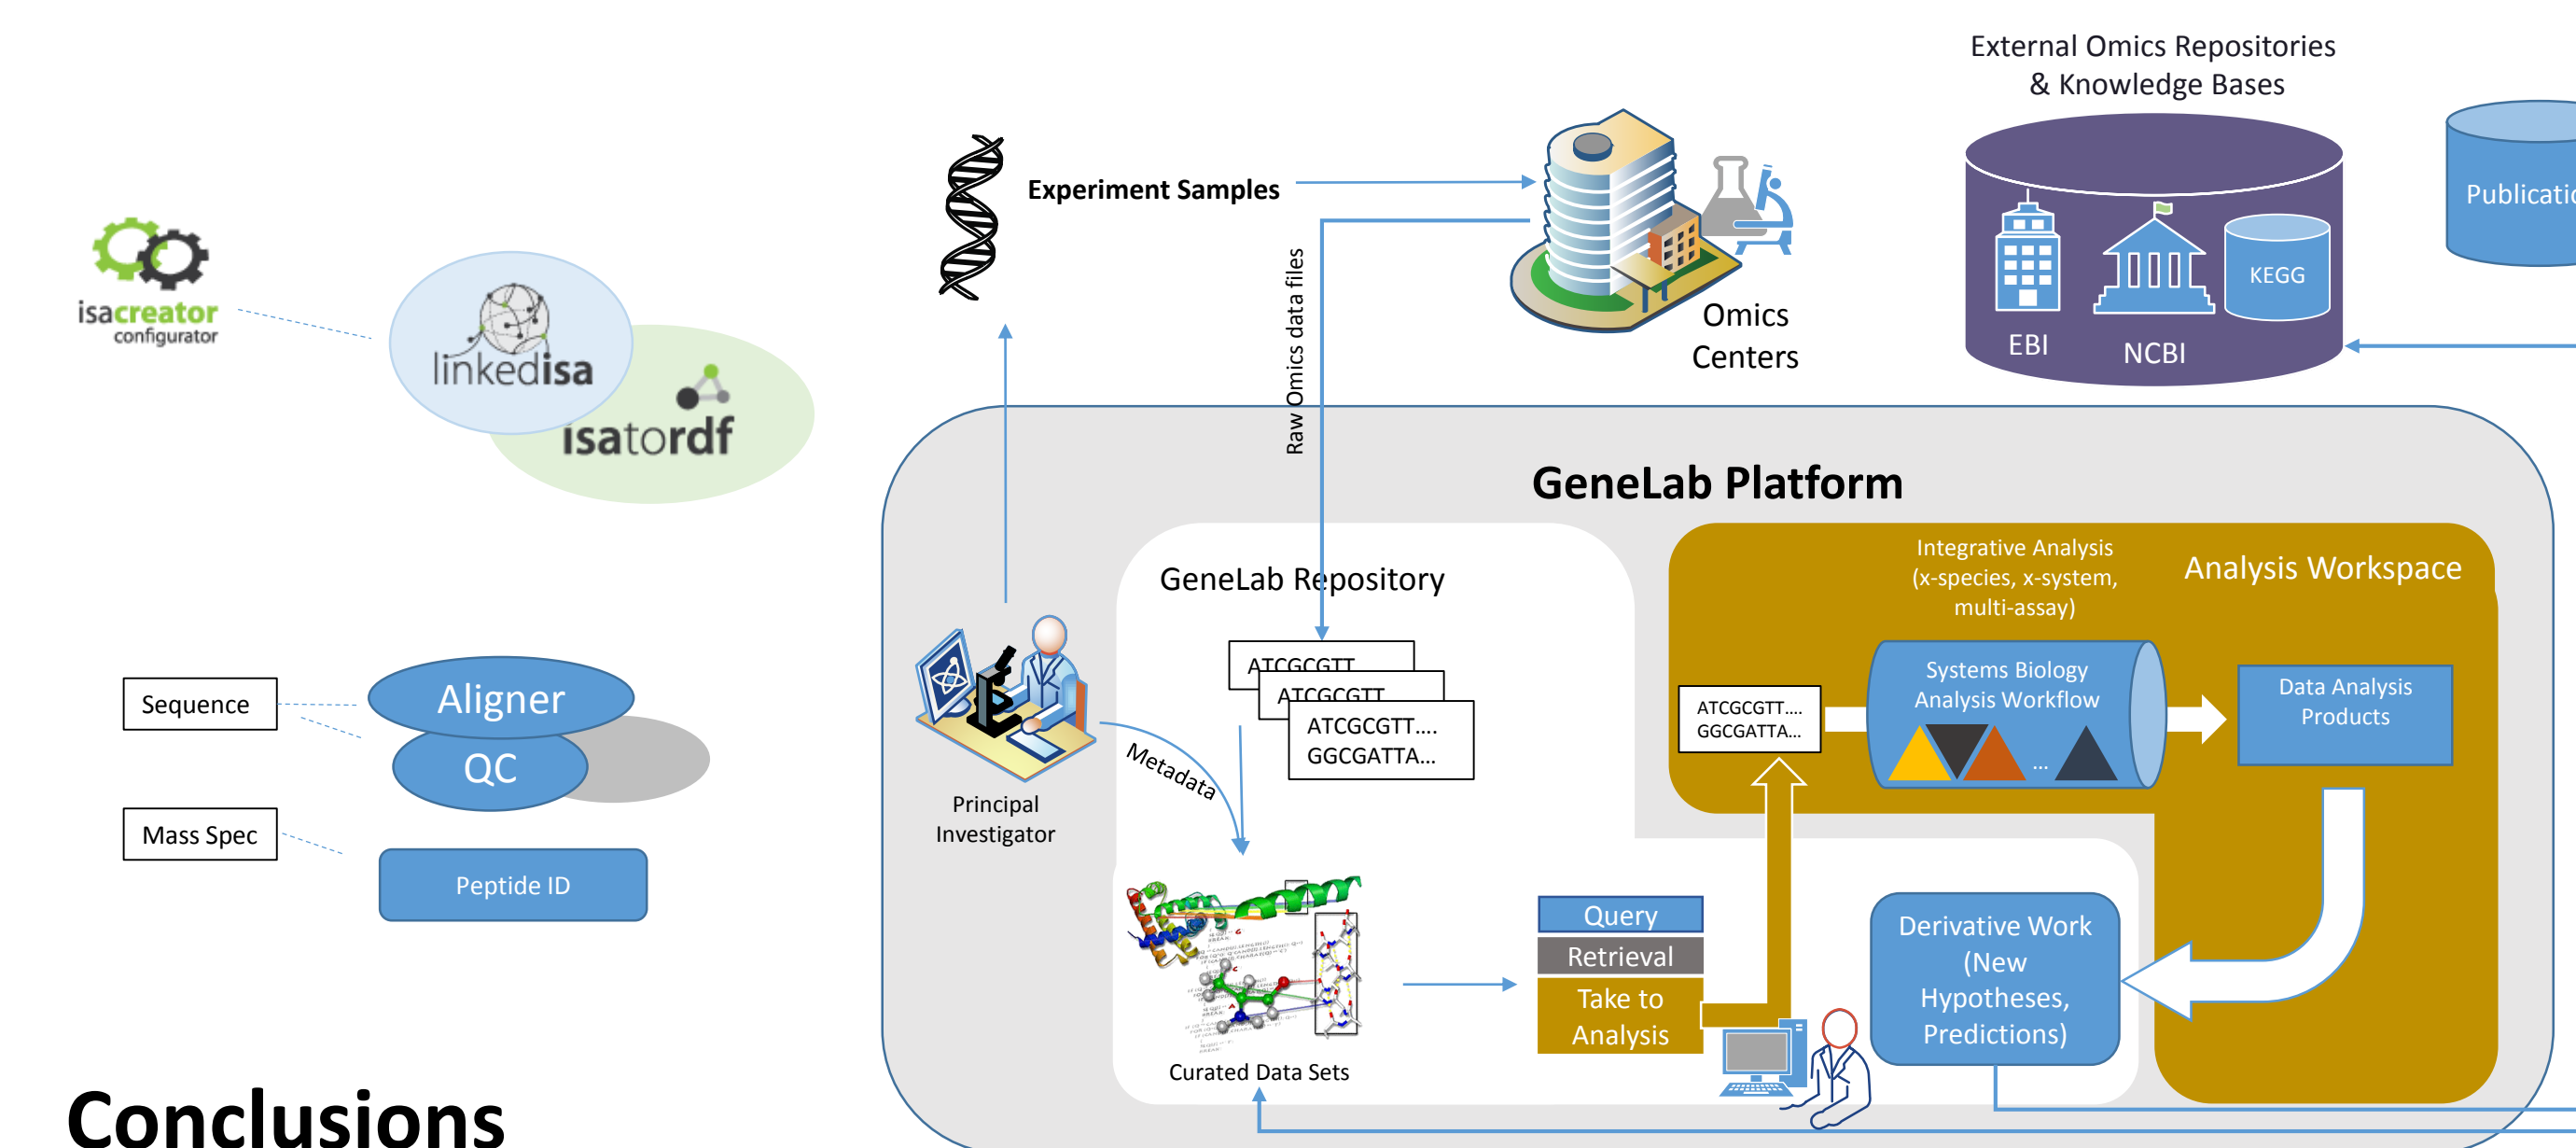 External Omics Repositories
& Knowledge Bases
Experiment Samples
Raw Omics data files
Omics
Centers
EBI
NCBI
KEGG
isacreator
configurator
linkedisa
isatordf
GeneLab Platform
GeneLab Repository
Integrative Analysis
(x-species, x-system,
multi-assay)
Analysis Workspace
ATCGCGTT
ATCGCGTT
ATCGCGTT....
GGCGATTA...
Metadata
Principal
Investigator
ATCGCGTT....
GGCGATTA...
Systems Biology
Analysis Workflow
...
Data Analysis
Products
Sequence
Aligner
QC
Mass Spec
Peptide ID
Query
Retrieval
Take to
Analysis
Derivative Work
(New
Hypotheses,
Predictions)
Curated Data Sets
Conclusions